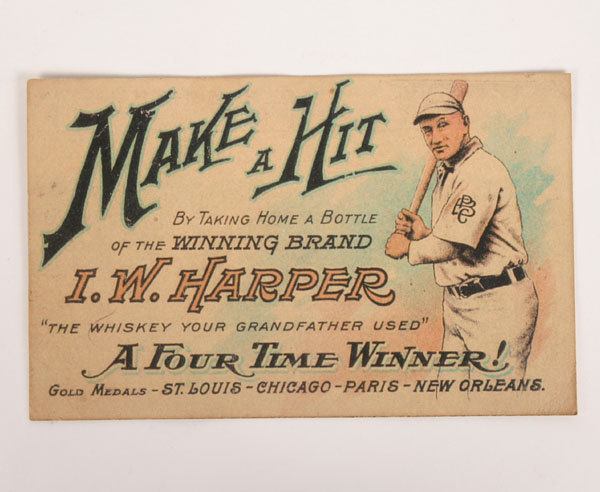 MAKE A HIT
BY TAKING HOME A BOTTLE
OF THE WINNING BRAND
I. W. HARPER
"THE WHISKEY YOUR GRANDFATHER USED"
A FOUR TIME WINNER!
GOLD MEDALS - ST. LOUIS - CHICAGO - PARIS - NEW ORLEANS.